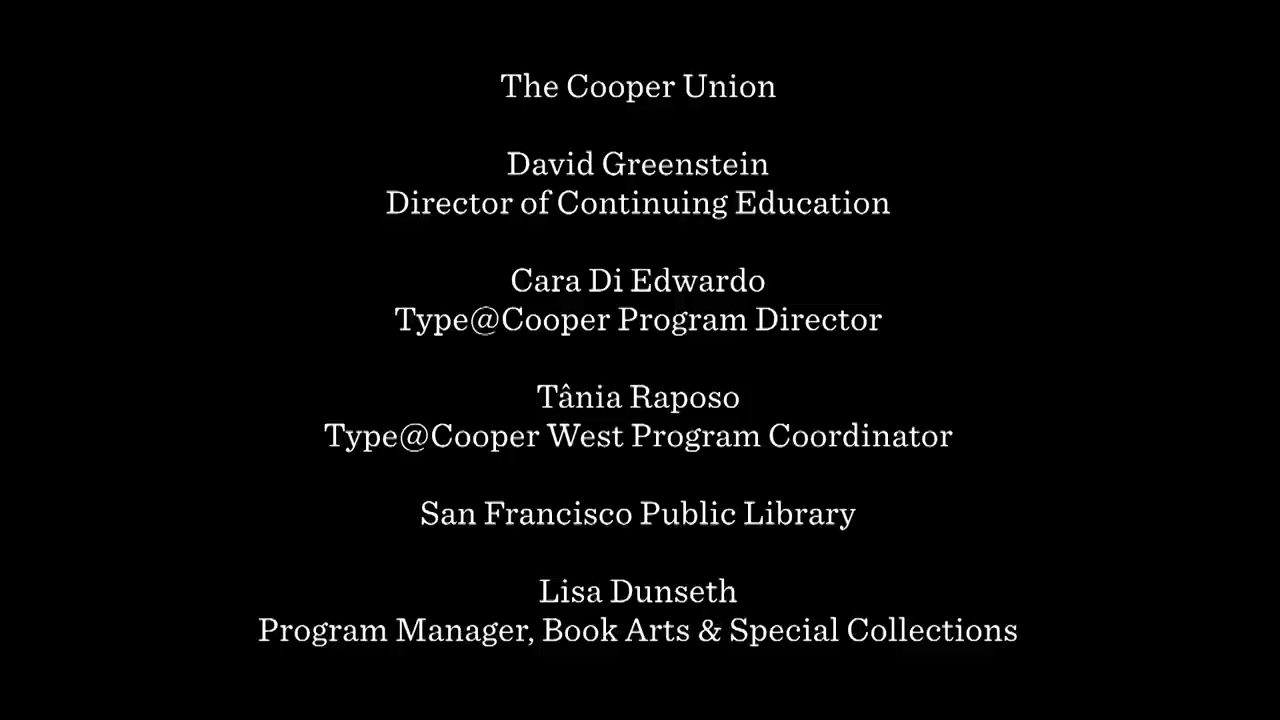 The Cooper Union
David Greenstein
Director of Continuing Education
Cara Di Edwardo
Type@Cooper Program Director
Tânia Raposo
Type@Cooper West Program Coordinator
San Francisco Public Library
Lisa Dunseth
Program Manager, Book Arts & Special Collections